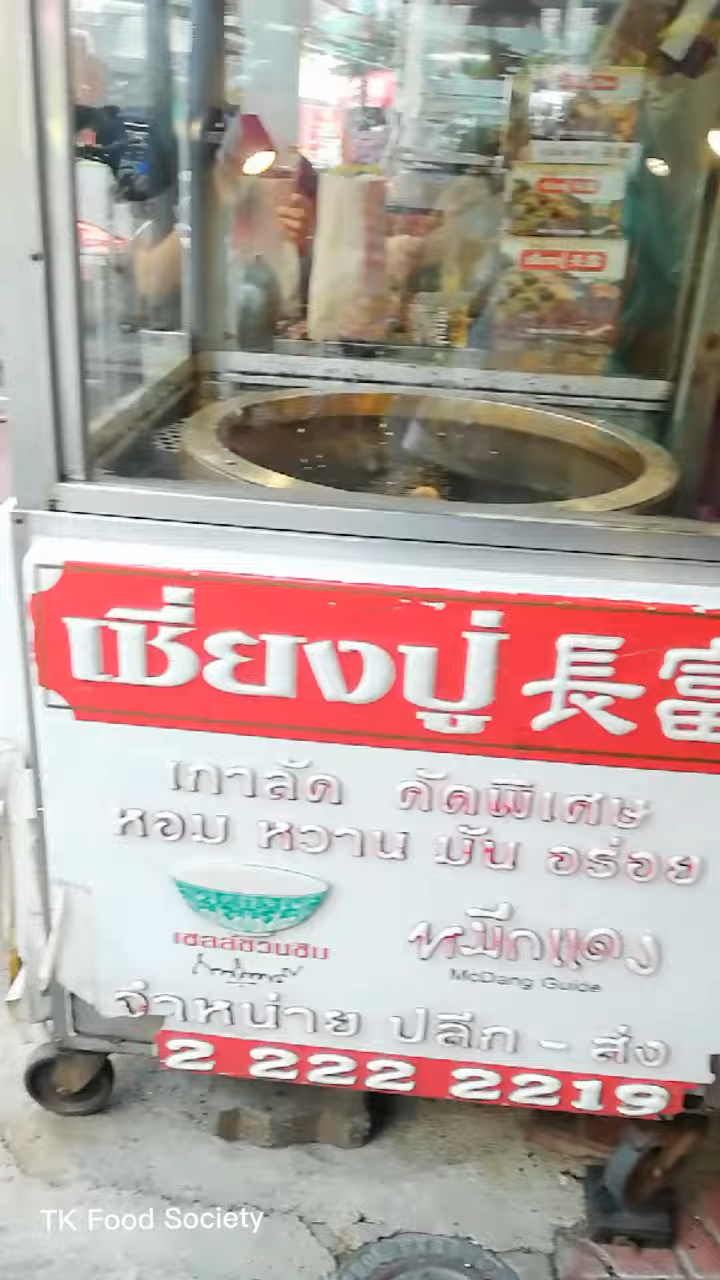 เซี่ยงปู่ 長富
เกาลัด คัดพิเศษ
หอม หวาน มัน อร่อย
เชลล์ชวนชิม
หมึกแดง
McDang Guide
จำหน่าย ปลีก - ส่ง
2 222 2219
TK Food Society